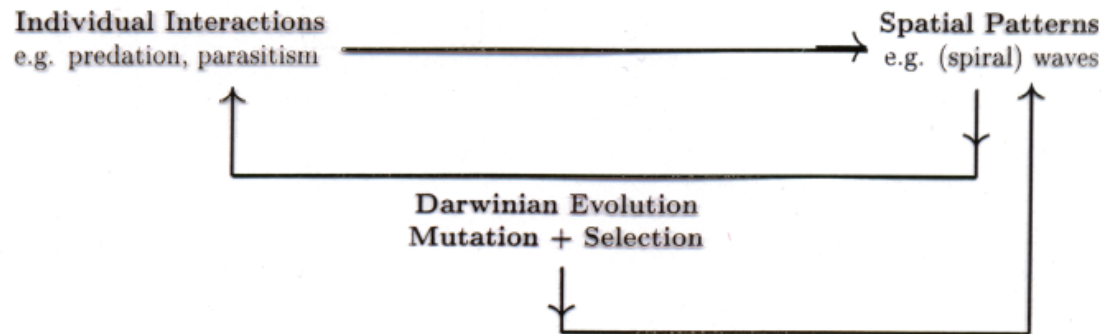 Individual Interactions
e.g. predation, parasitism
Spatial Patterns
e.g. (spiral) waves
Darwinian Evolution
Mutation + Selection